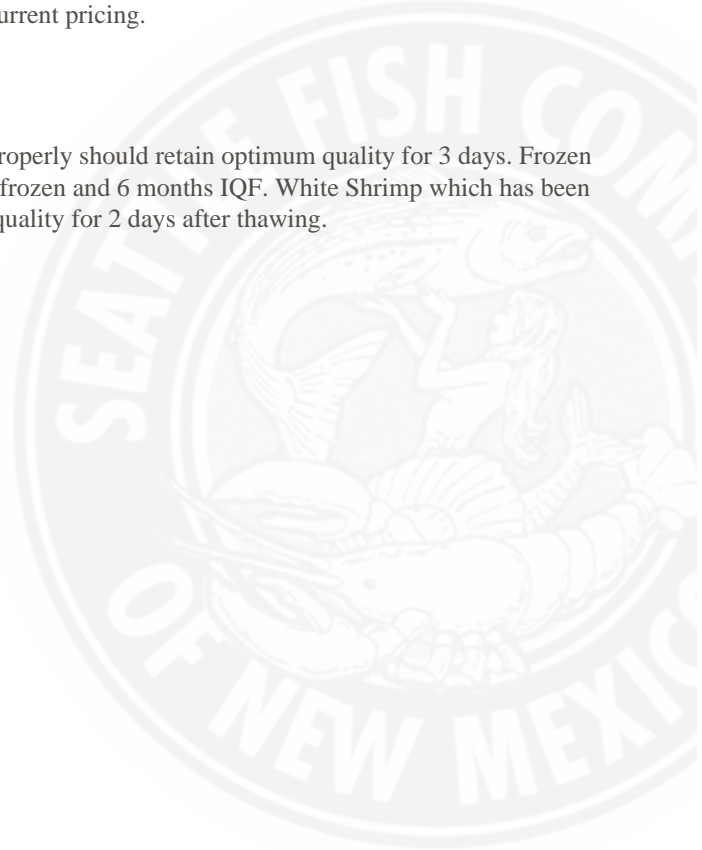 urrent pricing.
roperly should retain optimum quality for 3 days. Frozen
frozen and 6 months IQF. White Shrimp which has been
quality for 2 days after thawing.
SEATTLE FISH COM
OF NEW MEXICO